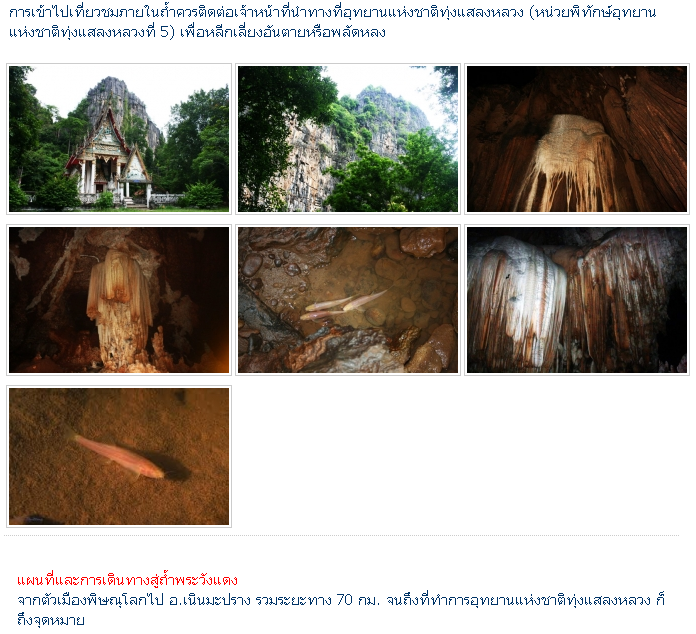 การเข้าไปเที่ยวชมภายในถ้ำควรติดต่อเจ้าหน้าที่นำทางที่อุทยานแห่งชาติทุ่งแสลงหลวง (หน่วยพิทักษ์อุทยาน
แห่งชาติทุ่งแสลงหลวงที่ 5) เพื่อหลีกเลี่ยงอันตายหรือพลัดหลง
แผนที่และการเดินทางสู่ถ้ำพระวังแดง
จากตัวเมืองพิษณุโลกไป อ.เนินมะปราง รวมระยะทาง 70 กม. จนถึงที่ทำการอุทยานแห่งชาติทุ่งแสลงหลวง ก็
ถึงจุดหมาย